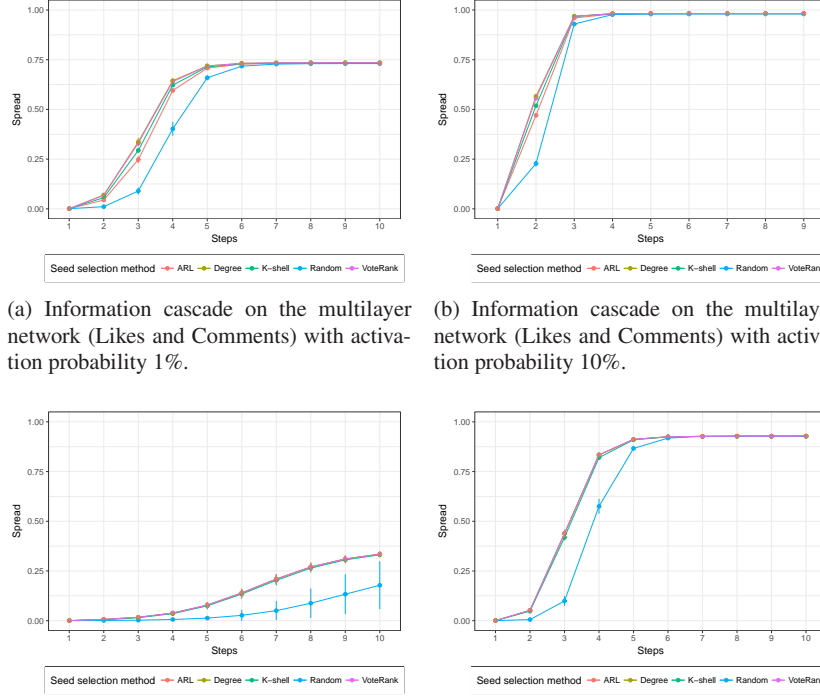 1.00
0.75
0.50
0.25
0.00
Spread
1 2 3 4 5 6 7 8 9 10
Steps
Seed selection method ARL Degree K−shell Random VoteRank
1.00
0.75
0.50
0.25
0.00
Spread
1 2 3 4 5 6 7 8 9
Steps
Seed selection method ARL Degree K−shell Random VoteRank
(a) Information cascade on the multilayer
network (Likes and Comments) with activa-
tion probability 1%.
(b) Information cascade on the multilay
network (Likes and Comments) with activ
tion probability 10%.
1.00
0.75
0.50
0.25
0.00
Spread
1 2 3 4 5 6 7 8 9 10
Steps
Seed selection method ARL Degree K−shell Random VoteRank
1.00
0.75
0.50
0.25
0.00
Spread
1 2 3 4 5 6 7 8 9 10
Steps
Seed selection method ARL Degree K−shell Random VoteRank